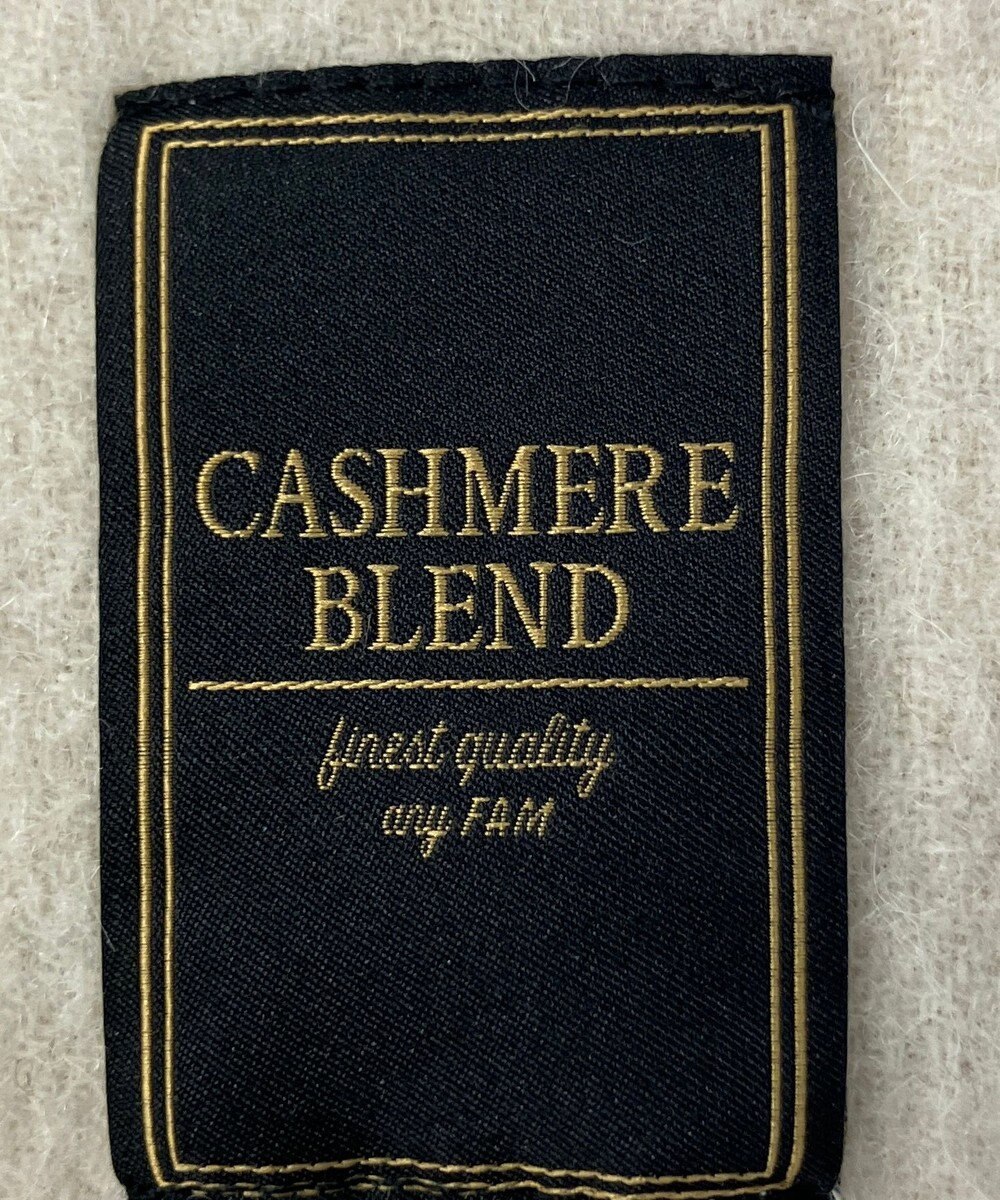 CASHMERE
BLEND
finest quality
any FAM